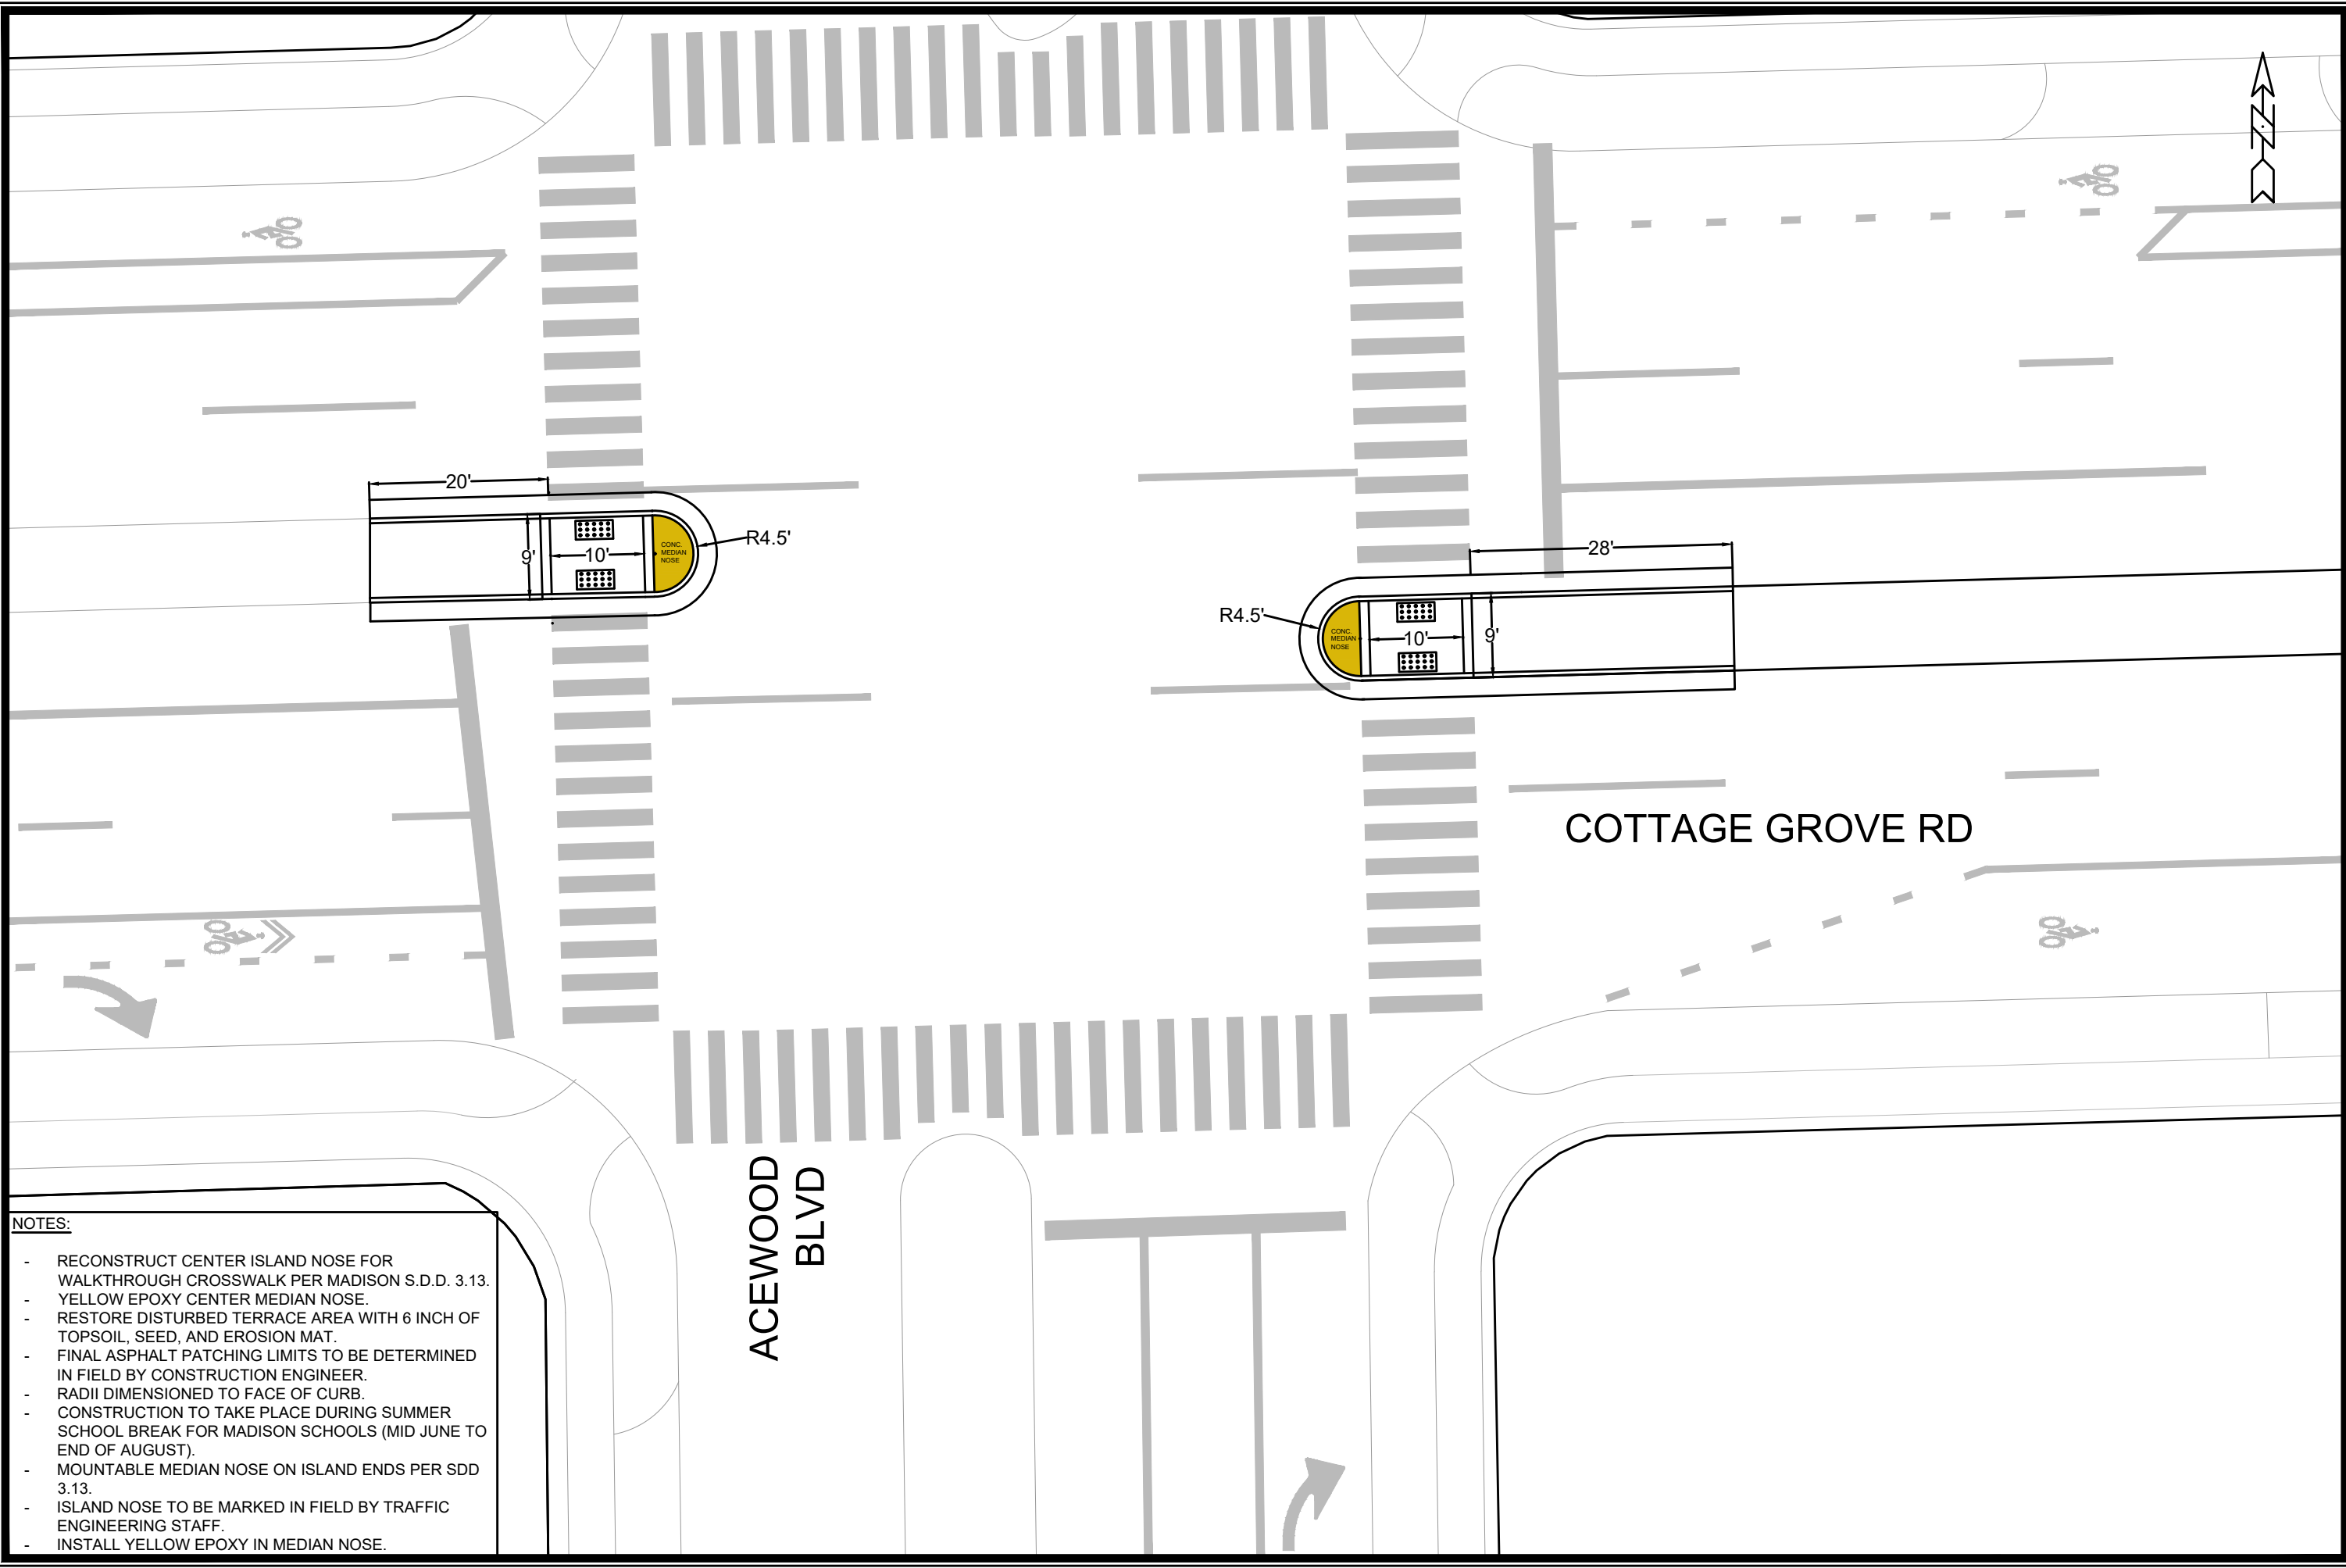 N
20'
9'
10'
CONC.
MEDIAN
NOSE
R4.5'
28'
R4.5'
CONC.
MEDIAN
NOSE
10'
9'
COTTAGE GROVE RD
ACEWOOD
BLVD
NOTES:
- RECONSTRUCT CENTER ISLAND NOSE FOR
WALKTHROUGH CROSSWALK PER MADISON S.D.D. 3.13.
- YELLOW EPOXY CENTER MEDIAN NOSE.
- RESTORE DISTURBED TERRACE AREA WITH 6 INCH OF
TOPSOIL, SEED, AND EROSION MAT.
- FINAL ASPHALT PATCHING LIMITS TO BE DETERMINED
IN FIELD BY CONSTRUCTION ENGINEER.
- RADII DIMENSIONED TO FACE OF CURB.
- CONSTRUCTION TO TAKE PLACE DURING SUMMER
SCHOOL BREAK FOR MADISON SCHOOLS (MID JUNE TO
END OF AUGUST).
- MOUNTABLE MEDIAN NOSE ON ISLAND ENDS PER SDD
3.13.
- ISLAND NOSE TO BE MARKED IN FIELD BY TRAFFIC
ENGINEERING STAFF.
- INSTALL YELLOW EPOXY IN MEDIAN NOSE.